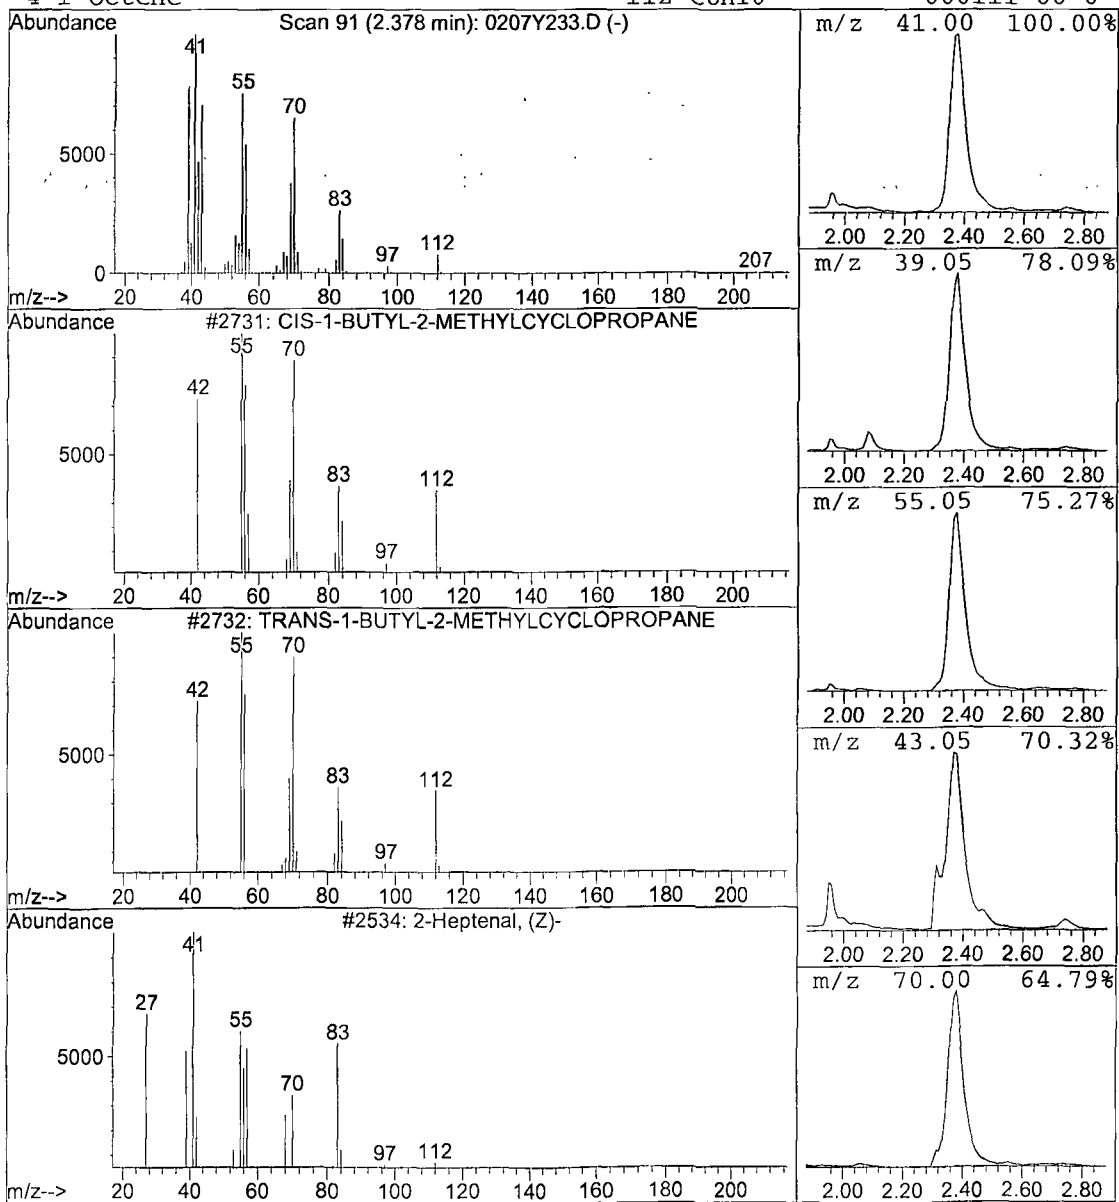 Abundance Scan 91 (2.378 min): 0207Y233.D (-)
41
55
70
5000
83
97 112
207
0
m/z--> 20 40 60 80 100 120 140 160 180 200
Abundance #2731: CIS-1-BUTYL-2-METHYLCYCLOPROPANE
55 70
42
5000
83 112
97
m/z--> 20 40 60 80 100 120 140 160 180 200
Abundance #2732: TRANS-1-BUTYL-2-METHYLCYCLOPROPANE
55 70
42
5000
83 112
97
m/z--> 20 40 60 80 100 120 140 160 180 200
Abundance #2534: 2-Heptenal, (Z)-
41
27
55 83
5000
70
97 112
m/z--> 20 40 60 80 100 120 140 160 180 200
m/z 41.00 100.00%
2.00 2.20 2.40 2.60 2.80
m/z 39.05 78.09%
2.00 2.20 2.40 2.60 2.80
m/z 55.05 75.27%
2.00 2.20 2.40 2.60 2.80
m/z 43.05 70.32%
2.00 2.20 2.40 2.60 2.80
m/z 70.00 64.79%
2.00 2.20 2.40 2.60 2.80